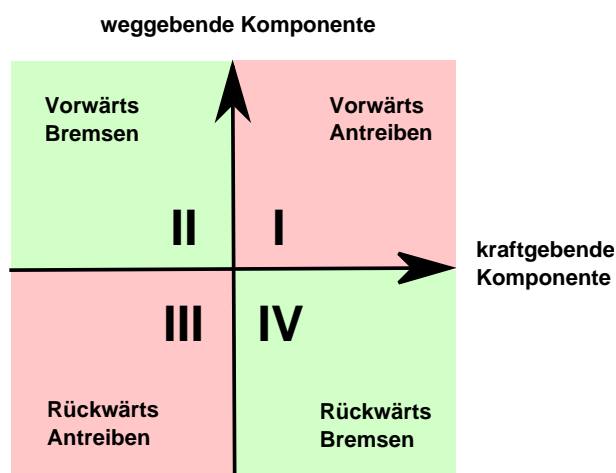 weggebende Komponente
Vorwärts
Bremsen
Vorwärts
Antreiben
II
I
kraftgebende
Komponente
III
IV
Rückwärts
Antreiben
Rückwärts
Bremsen